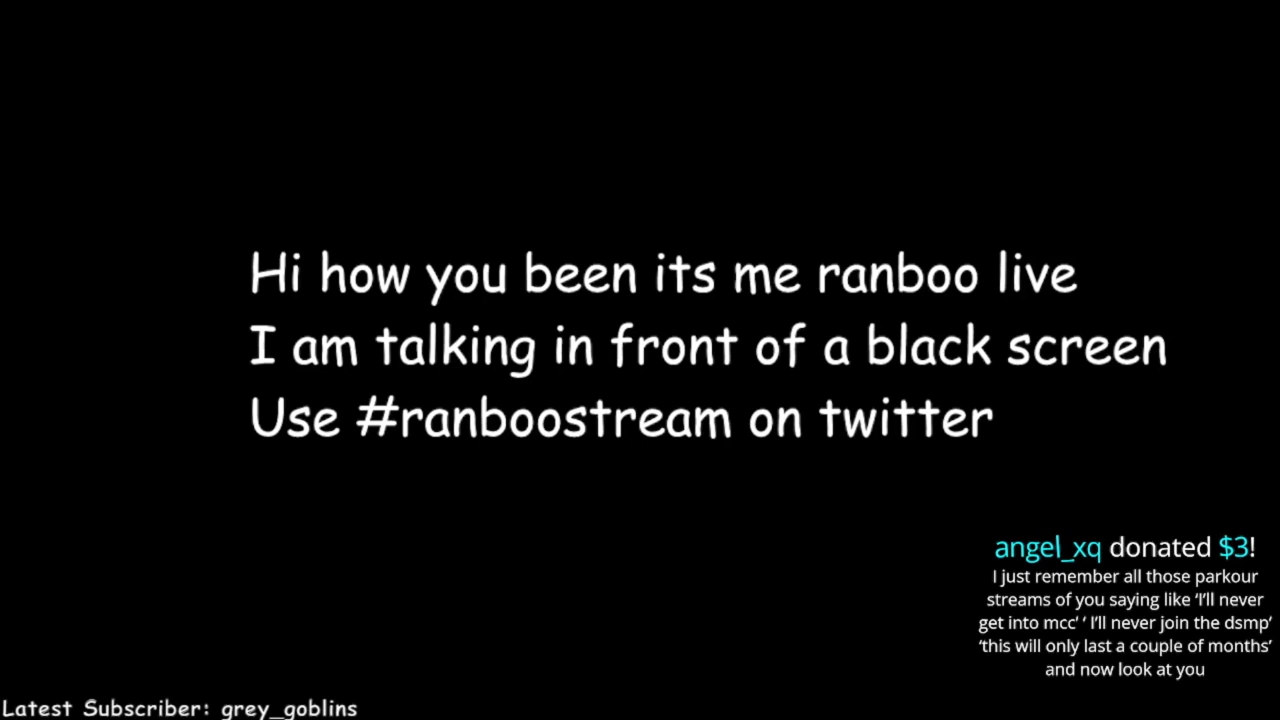 Hi how you been its me ranboo live
I am talking in front of a black screen
Use #ranboostream on twitter
angel_xq donated $3!
I just remember all those parkour
streams of you saying like ‘I’ll never
get into mcc’ ‘ I’ll never join the dsmp’
‘this will only last a couple of months’
and now look at you
Latest Subscriber: grey_goblins